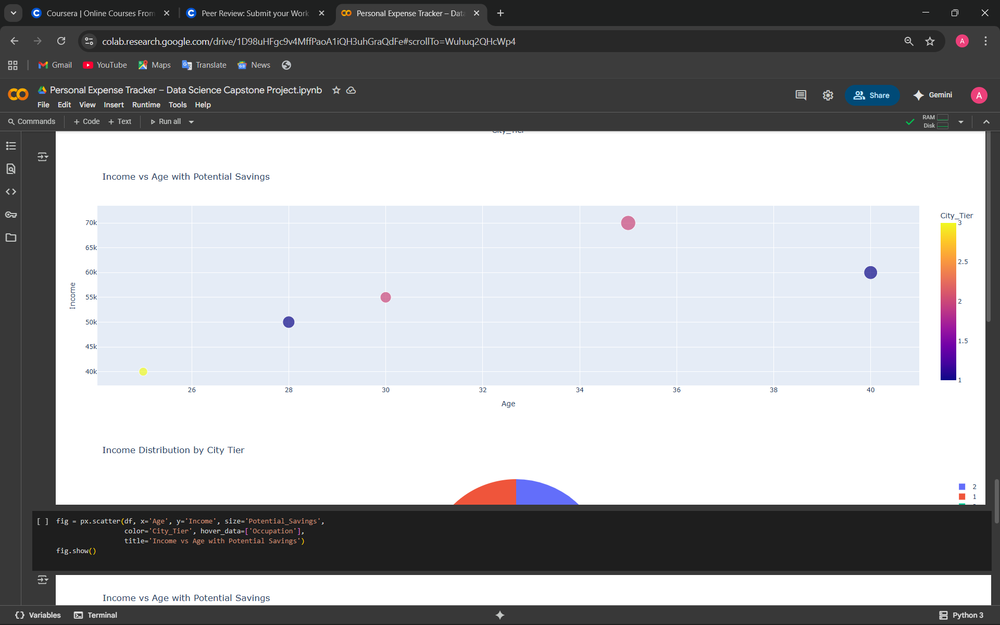 Coursera | Online Courses From
Peer Review: Submit your Work
Personal Expense Tracker – Data
colab.research.google.com/drive/1D98uHFgc9v4MffPaoA1iQH3uhGraQdFe#scrollTo=Wuhuq2QHcWp4
A
Gmail
YouTube
Maps
Translate
News
Personal Expense Tracker – Data Science Capstone Project.ipynb
File Edit View Insert Runtime Tools Help
Share
Gemini
A
Commands
+ Code
+ Text
Run all
RAM
Disk
City_Tier
Income vs Age with Potential Savings
70k
65k
60k
55k
50k
45k
40k
Income
26 28 30 32 34 36 38 40
Age
City_Tier
3
2.5
2
1.5
1
Income Distribution by City Tier
2
1
[ ] fig = px.scatter(df, x='Age', y='Income', size='Potential_Savings',
color='City_Tier', hover_data=['Occupation'],
title='Income vs Age with Potential Savings')
fig.show()
Income vs Age with Potential Savings
Variables
Terminal
Python 3